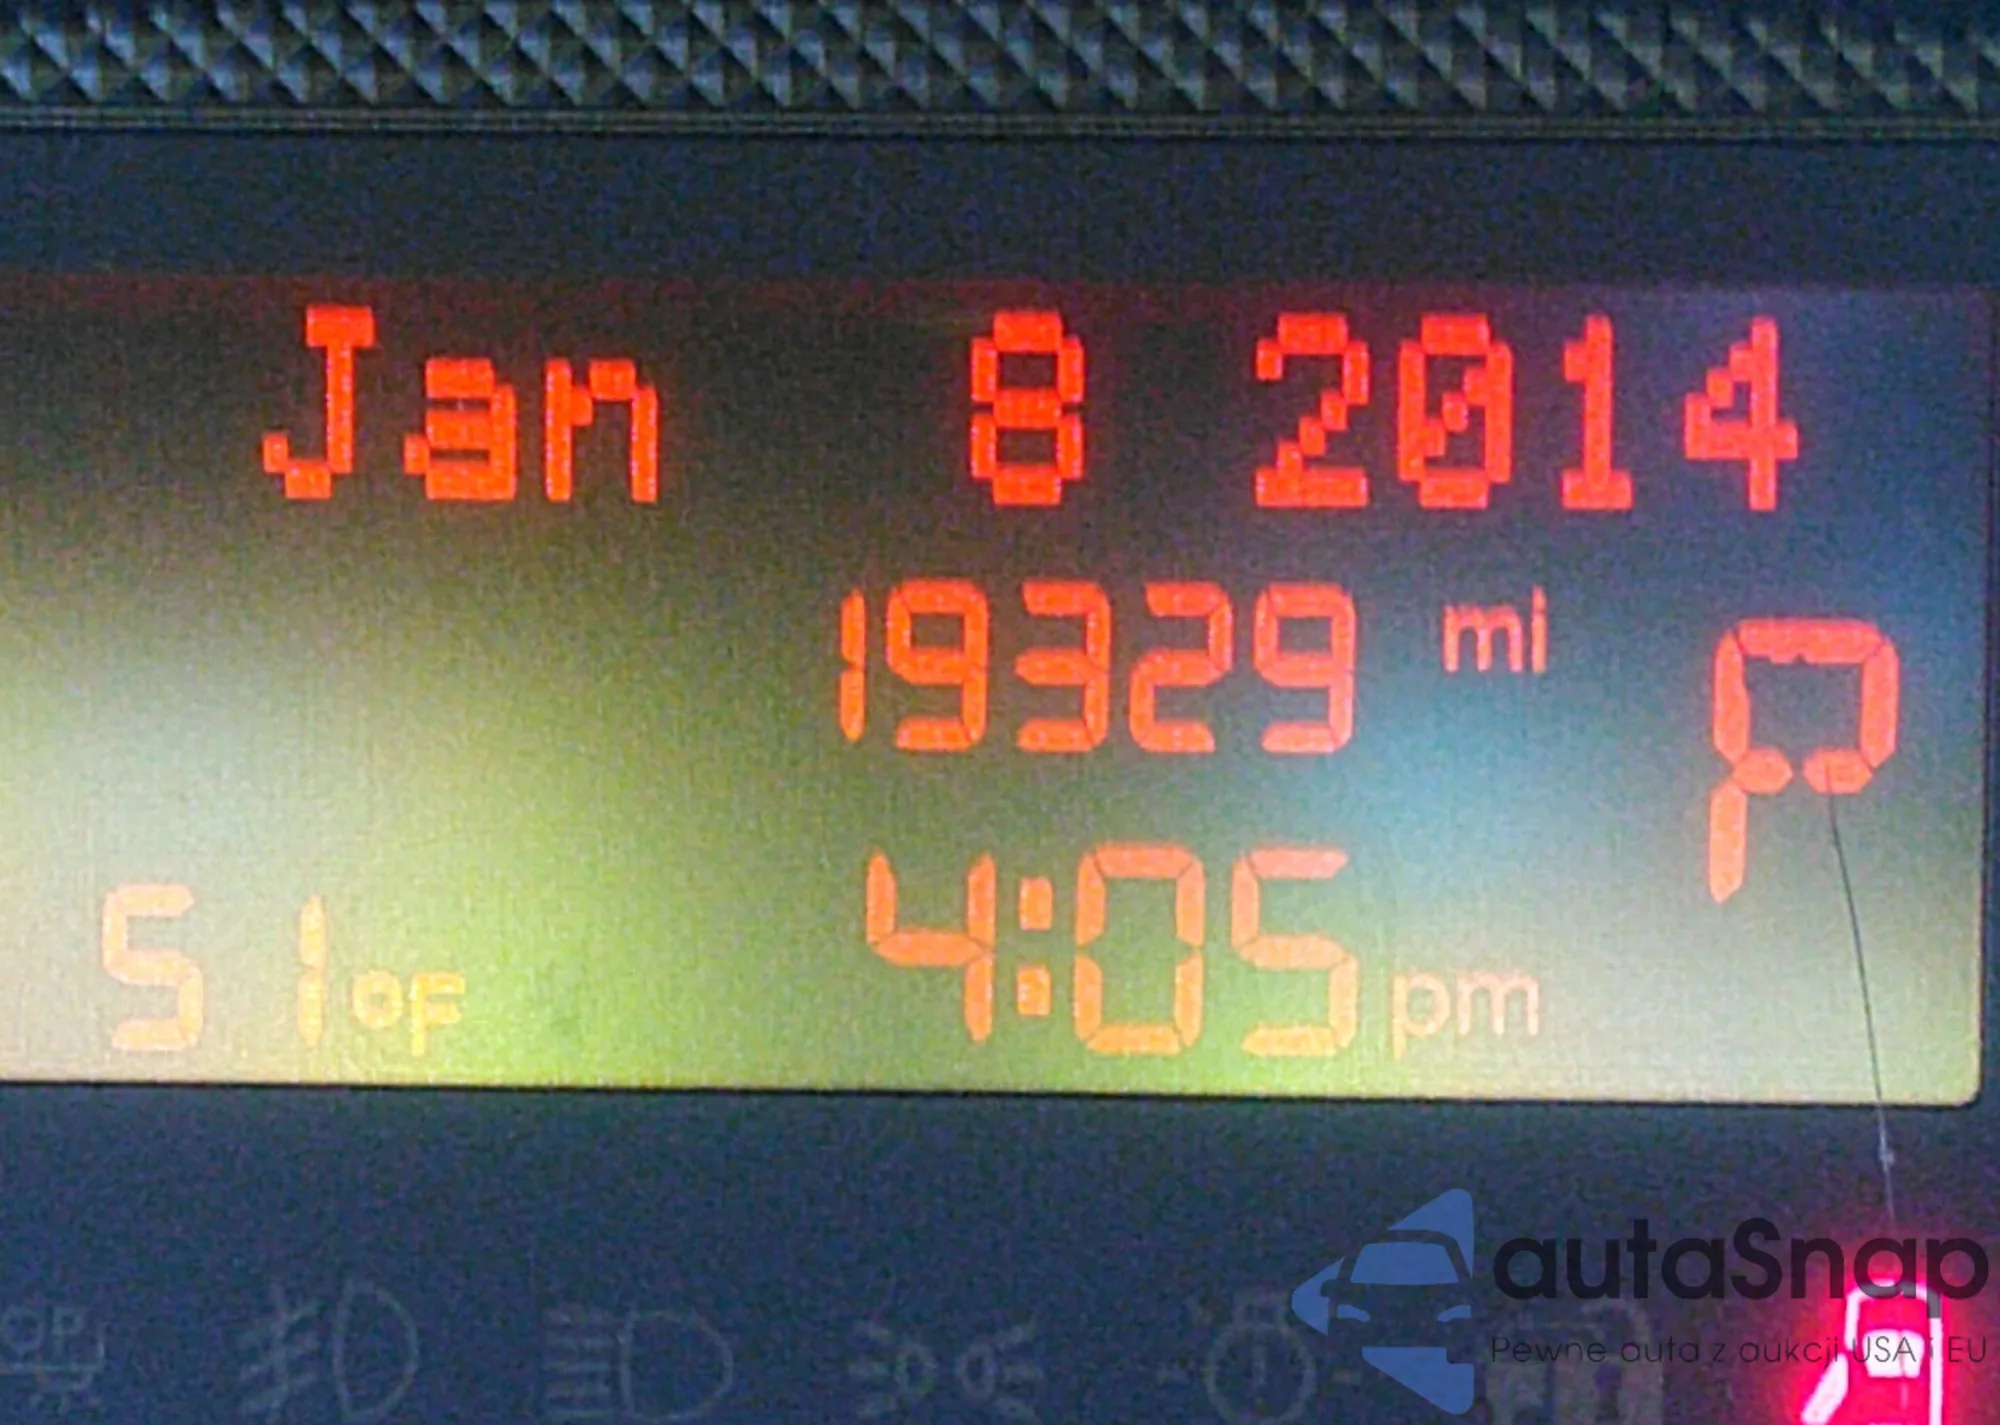 Jan 8 2014
19329 mi
P
51°F
4:05 pm
autaSnap
Pewne auta z aukcji USA i EU